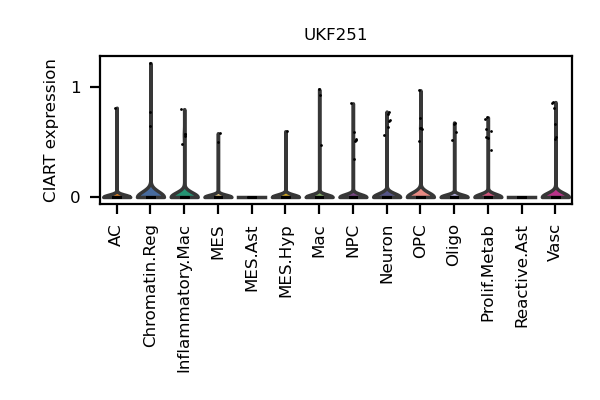 UKF251
CIART expression
1
0
AC
Chromatin.Reg
Inflammatory.Mac
MES
MES.Ast
MES.Hyp
Mac
NPC
Neuron
OPC
Oligo
Prolif.Metab
Reactive.Ast
Vasc